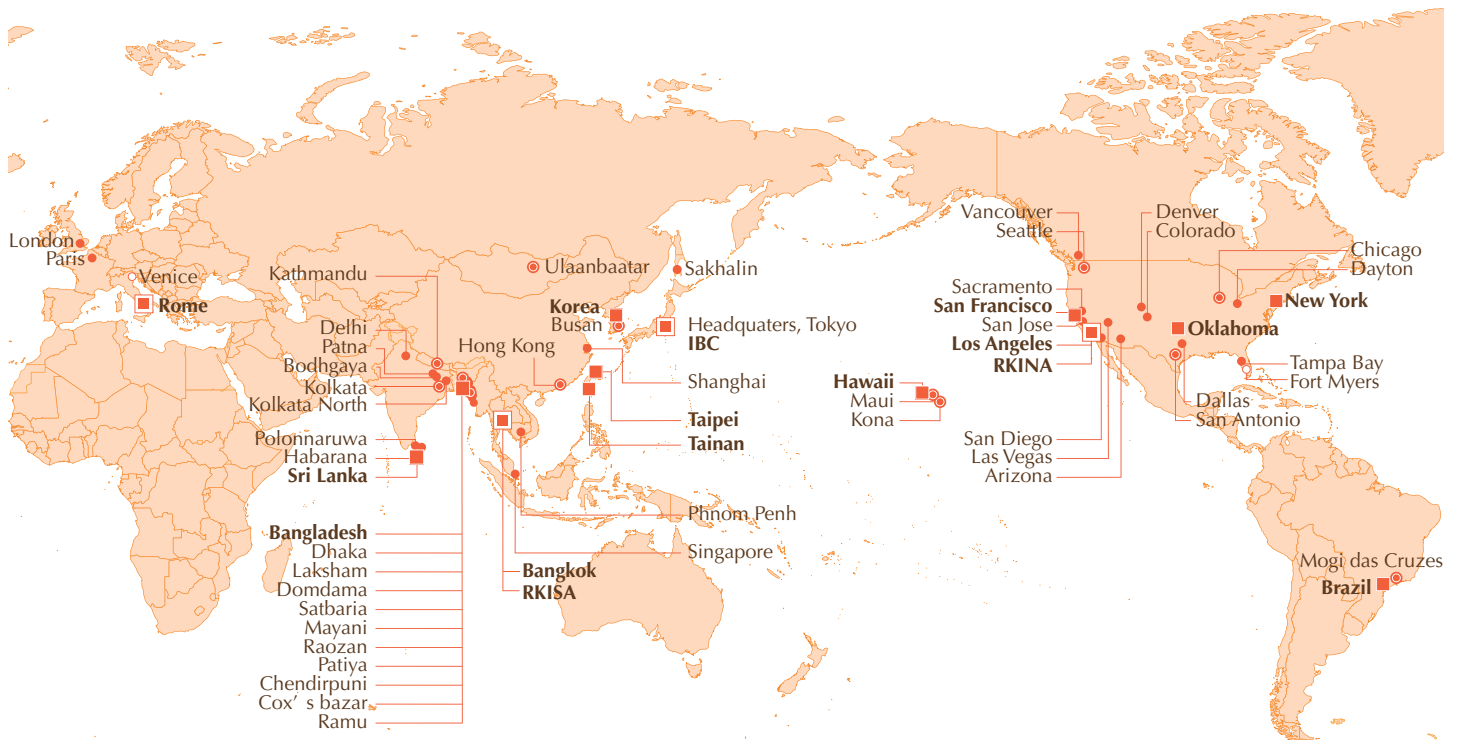 London
Paris
Venice
Rome
Kathmandu
Delhi
Patna
Bodhgaya
Kolkata
Kolkata North
Polonnaruwa
Habarana
Sri Lanka
Bangladesh
Dhaka
Laksham
Domdama
Satbaria
Mayani
Raozan
Patiya
Chendirpuni
Cox’ s bazar
Ramu
Ulaanbaatar
Sakhalin
Korea
Busan
Headquaters, Tokyo
IBC
Hong Kong
Shanghai
Taipei
Tainan
Phnom Penh
Singapore
Bangkok
RKISA
Hawaii
Maui
Kona
Vancouver
Seattle
Sacramento
San Francisco
San Jose
Los Angeles
RKINA
San Diego
Las Vegas
Arizona
Denver
Colorado
Chicago
Dayton
New York
Oklahoma
Tampa Bay
Fort Myers
Dallas
San Antonio
Mogi das Cruzes
Brazil